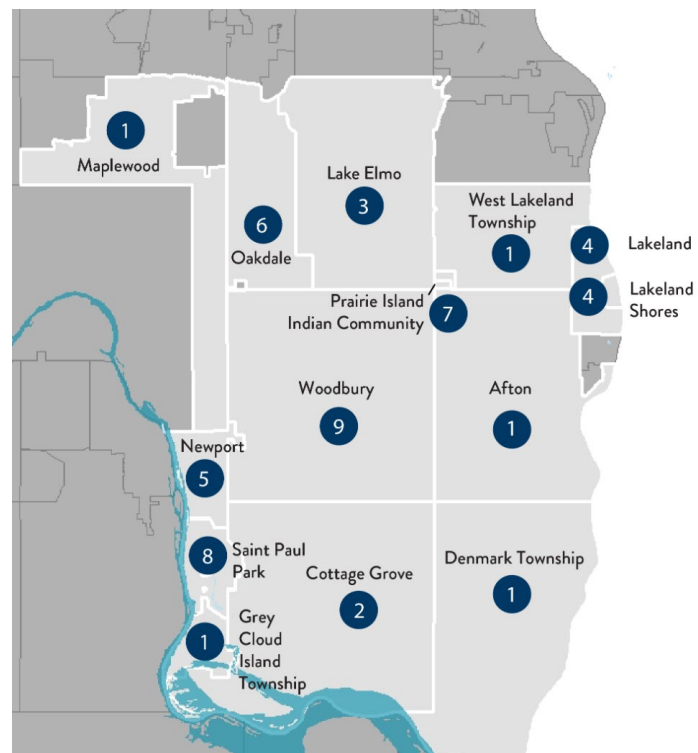 1
Maplewood
Lake Elmo
3
6
Oakdale
West Lakeland
Township
1
4
Lakeland
4
Lakeland
Shores
Prairie Island
Indian Community
7
Woodbury
9
Afton
1
Newport
5
8
Saint Paul
Park
Cottage Grove
2
Denmark Township
1
1
Grey
Cloud
Island
Township